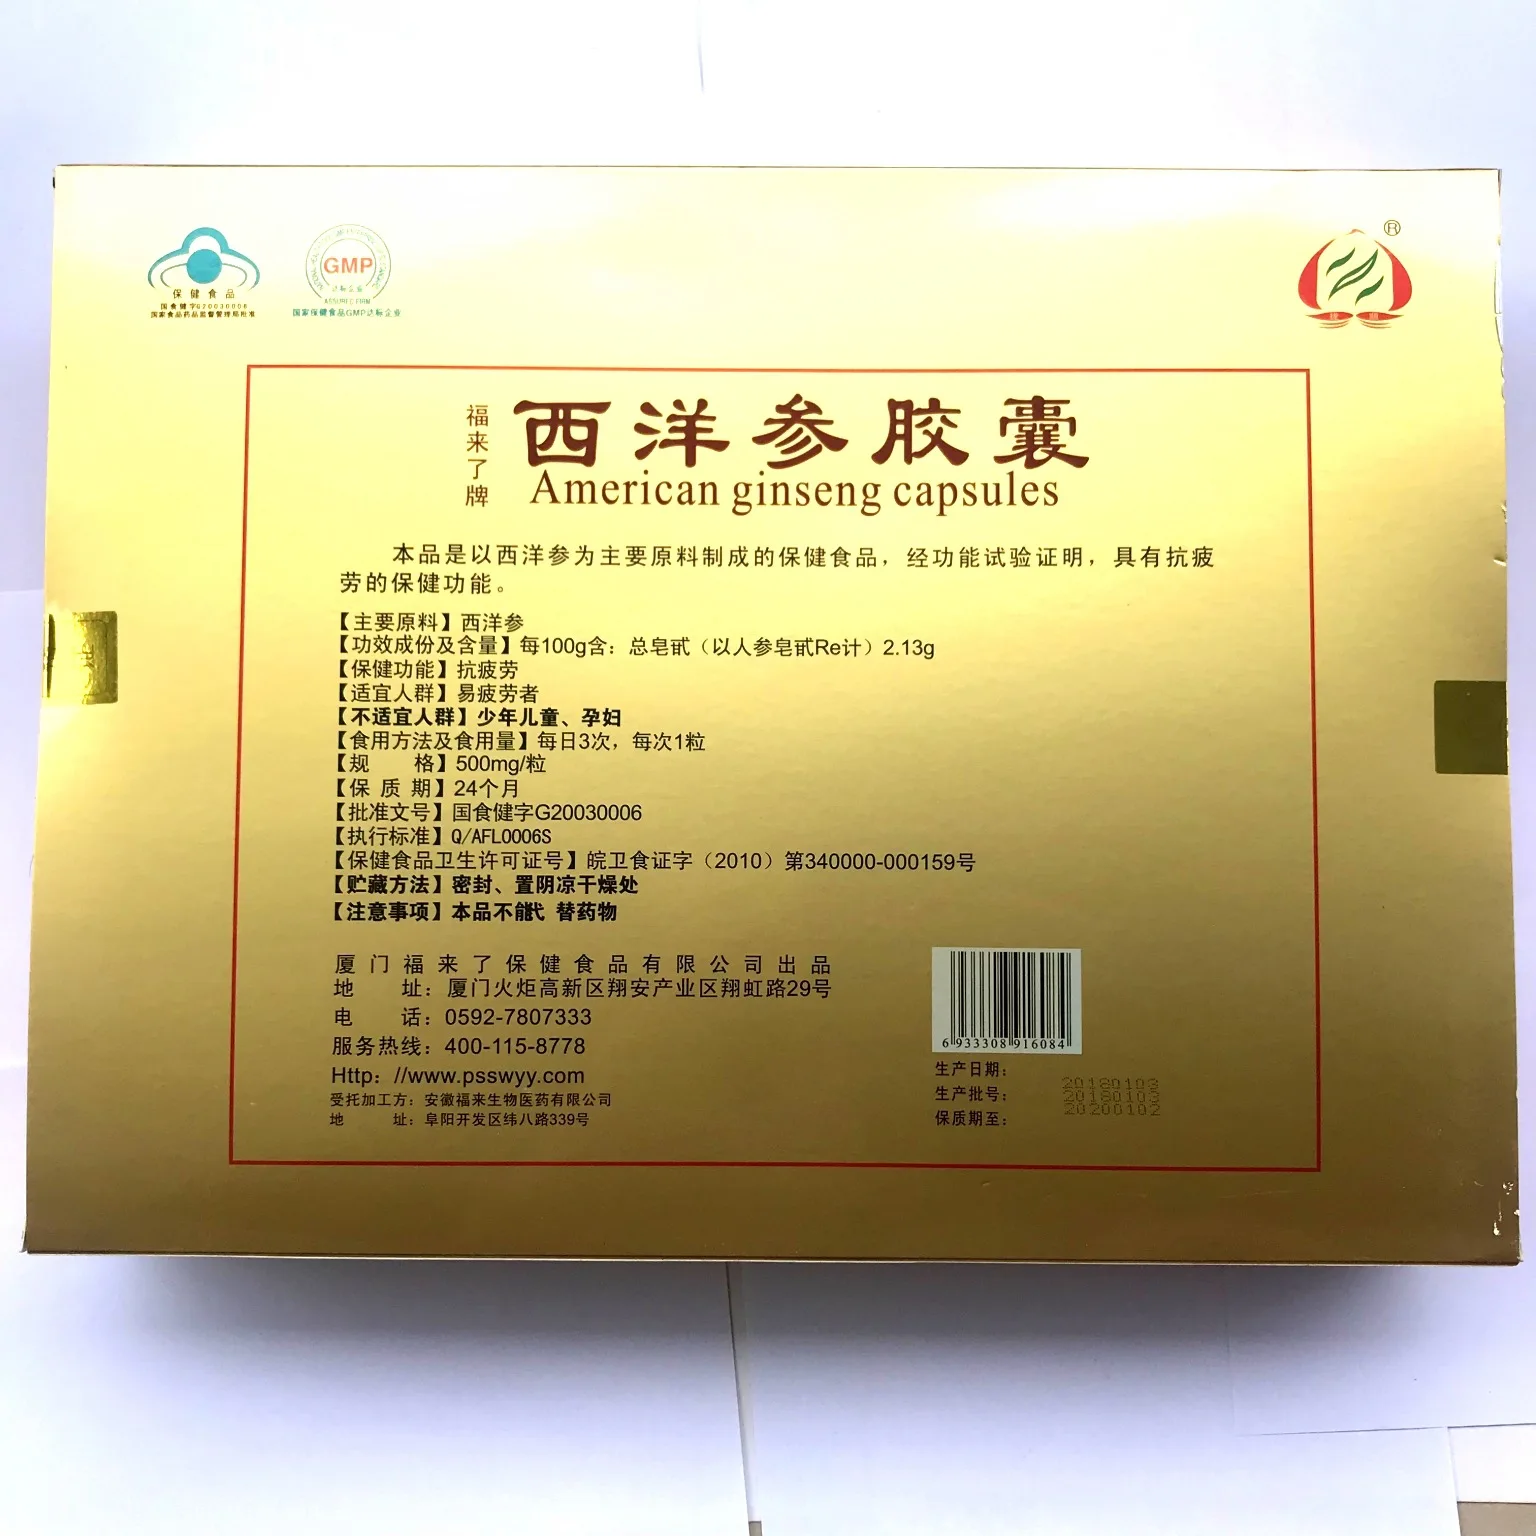 保健食品
国食健字G20030006
国家食品药品监督管理局批准
GMP
达标企业
ASSURED FIRM
国家保健食品GMP达标企业
®
福来了牌
西洋参胶囊
American ginseng capsules
本品是以西洋参为主要原料制成的保健食品，经功能试验证明，具有抗疲
劳的保健功能。
【主要原料】西洋参
【功效成份及含量】每100g含：总皂甙（以人参皂甙Re计）2.13g
【保健功能】抗疲劳
【适宜人群】易疲劳者
【不适宜人群】少年儿童、孕妇
【食用方法及食用量】每日3次，每次1粒
【规 格】500mg/粒
【保 质 期】24个月
【批准文号】国食健字G20030006
【执行标准】Q/AFL0006S
【保健食品卫生许可证号】皖卫食证字（2010）第340000-000159号
【贮藏方法】密封、置阴凉干燥处
【注意事项】本品不能代 替药物
厦门福来了保健食品有限公司出品
地 址：厦门火炬高新区翔安产业区翔虹路29号
电 话：0592-7807333
服务热线：400-115-8778
Http：//www.psswyy.com
受托加工方：安徽福来生物医药有限公司
地 址：阜阳开发区纬八路339号
6 933308 916084
生产日期： 20180103
生产批号： 20180103
保质期至： 20200102